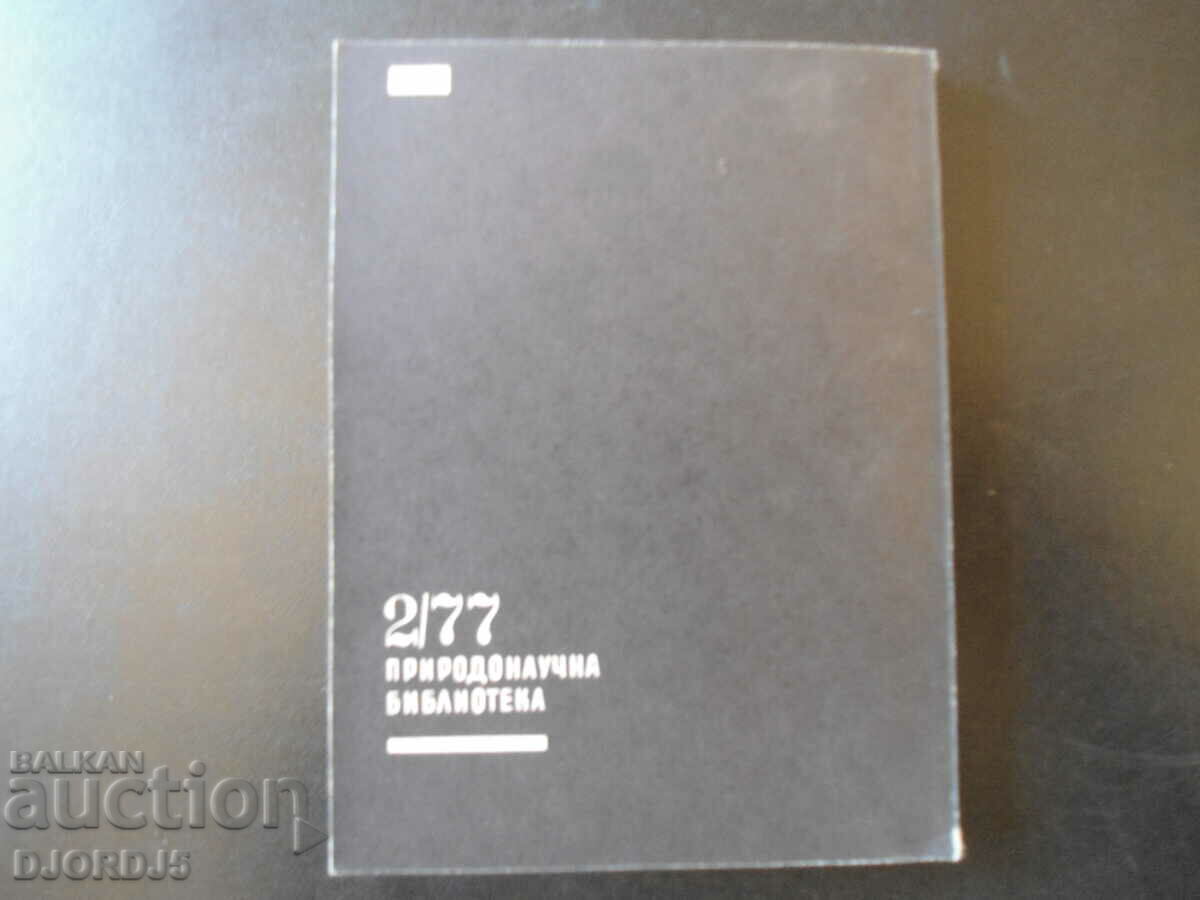 2/77
ПРИРОДОНАУЧНА
БИБЛИОТЕКА
BALKAN
auction
DJORDJ5